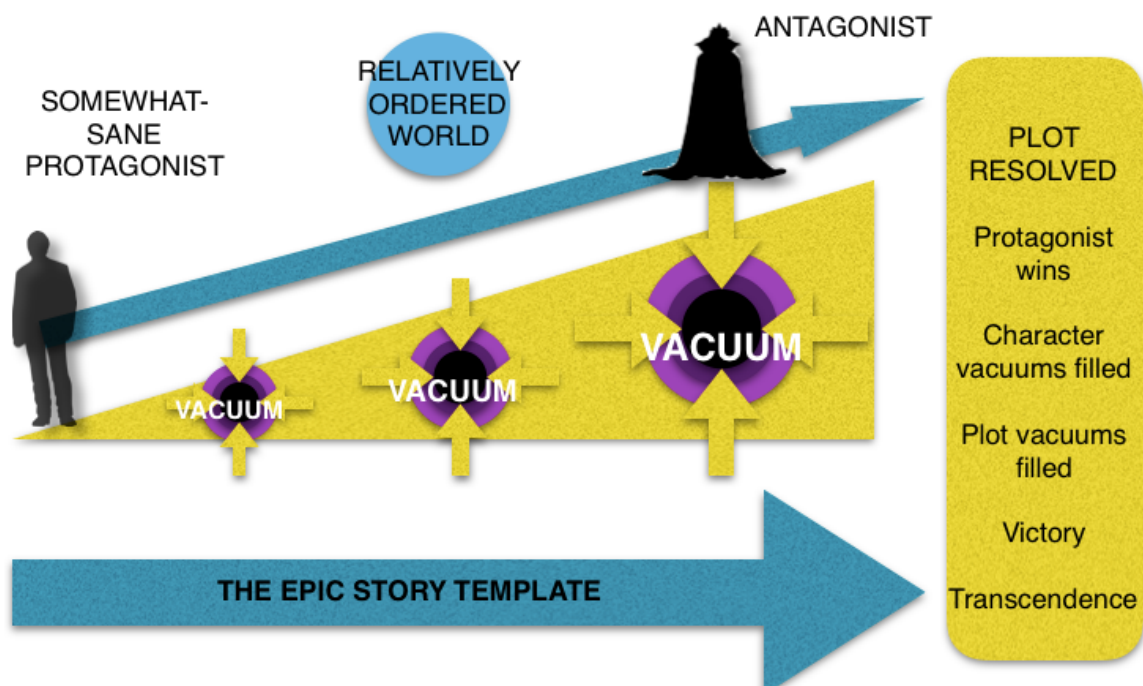 SOMEWHAT-
SANE
PROTAGONIST
RELATIVELY
ORDERED
WORLD
ANTAGONIST
VACUUM
VACUUM
VACUUM
THE EPIC STORY TEMPLATE
PLOT
RESOLVED
Protagonist
wins
Character
vacuums filled
Plot vacuums
filled
Victory
Transcendence